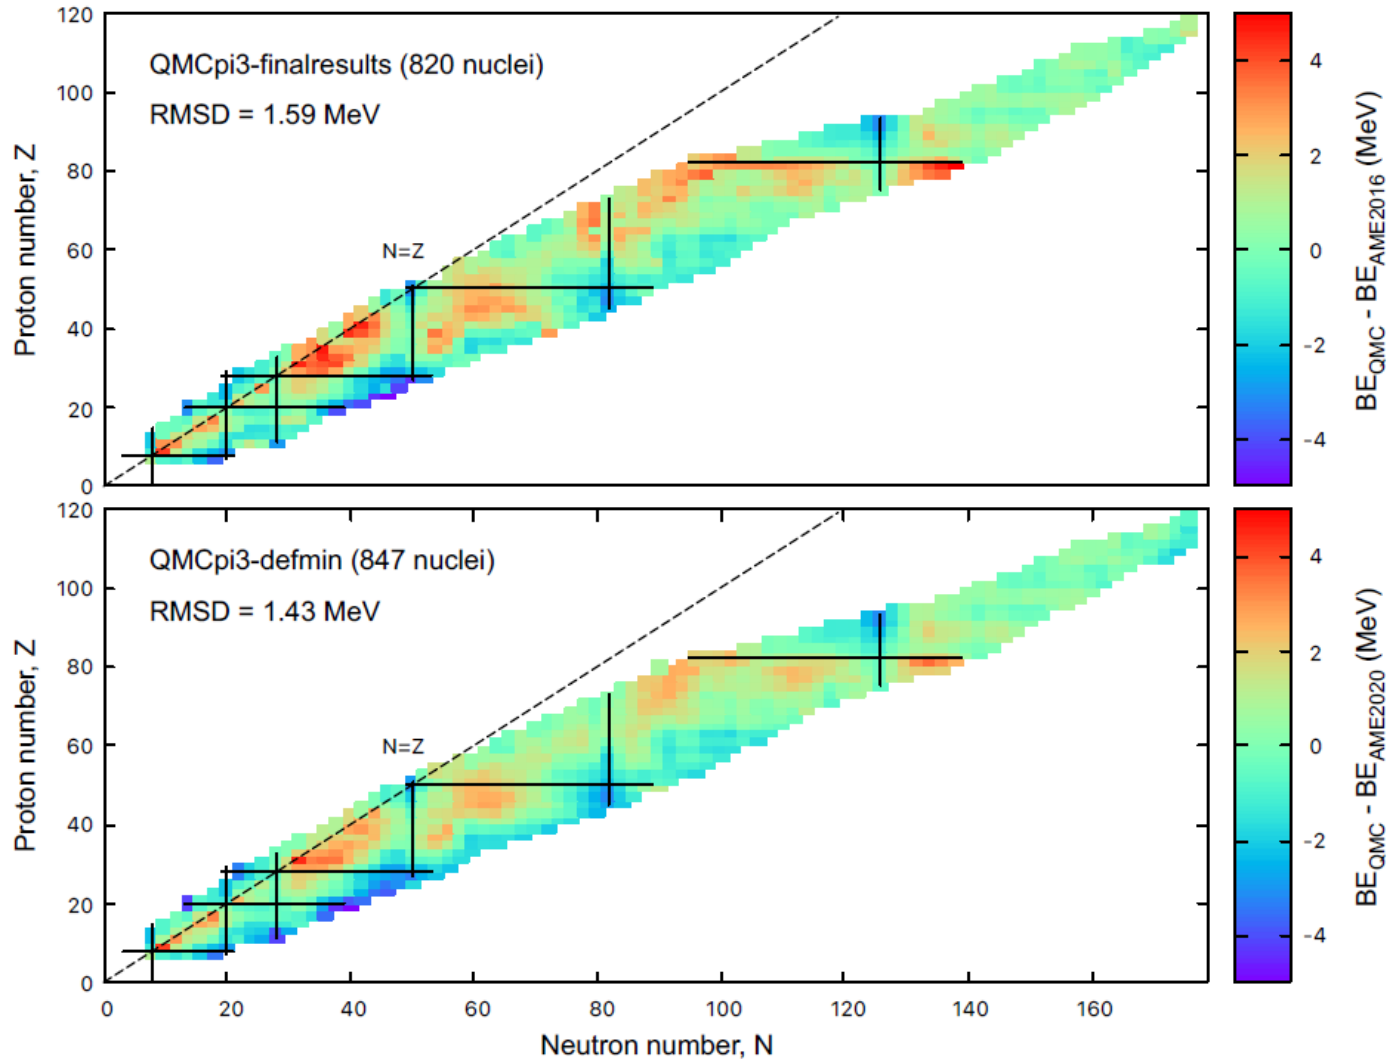 120
100
80
60
40
20
0
Proton number, Z
QMCpi3-finalresults (820 nuclei)
RMSD = 1.59 MeV
N=Z
4
2
0
-2
-4
BE_QMC - BE_AME2016 (MeV)
120
100
80
60
40
20
0
Proton number, Z
QMCpi3-defmin (847 nuclei)
RMSD = 1.43 MeV
N=Z
4
2
0
-2
-4
BE_QMC - BE_AME2020 (MeV)
0 20 40 60 80 100 120 140 160
Neutron number, N